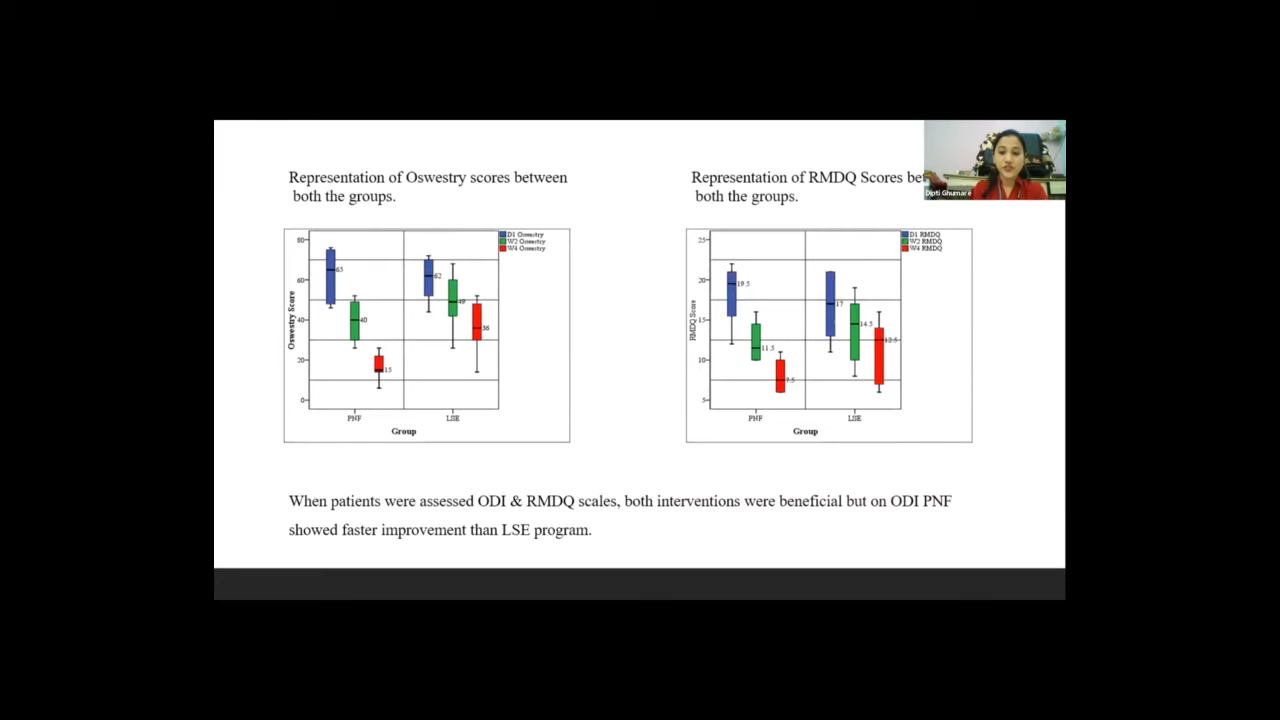 Representation of Oswestry scores between
both the groups.
80
60
40
20
0
Oswestry Score
65
40
15
62
49
36
D1 Oswestry
W2 Oswestry
W4 Oswestry
PNF
LSE
Group
Representation of RMDQ Scores be
both the groups.
Dipti Ghumare
25
20
15
10
5
RMDQ Score
19.5
11.5
7.5
17
14.5
12.5
D1 RMDQ
W2 RMDQ
W4 RMDQ
PNF
LSE
Group
When patients were assessed ODI & RMDQ scales, both interventions were beneficial but on ODI PNF
showed faster improvement than LSE program.